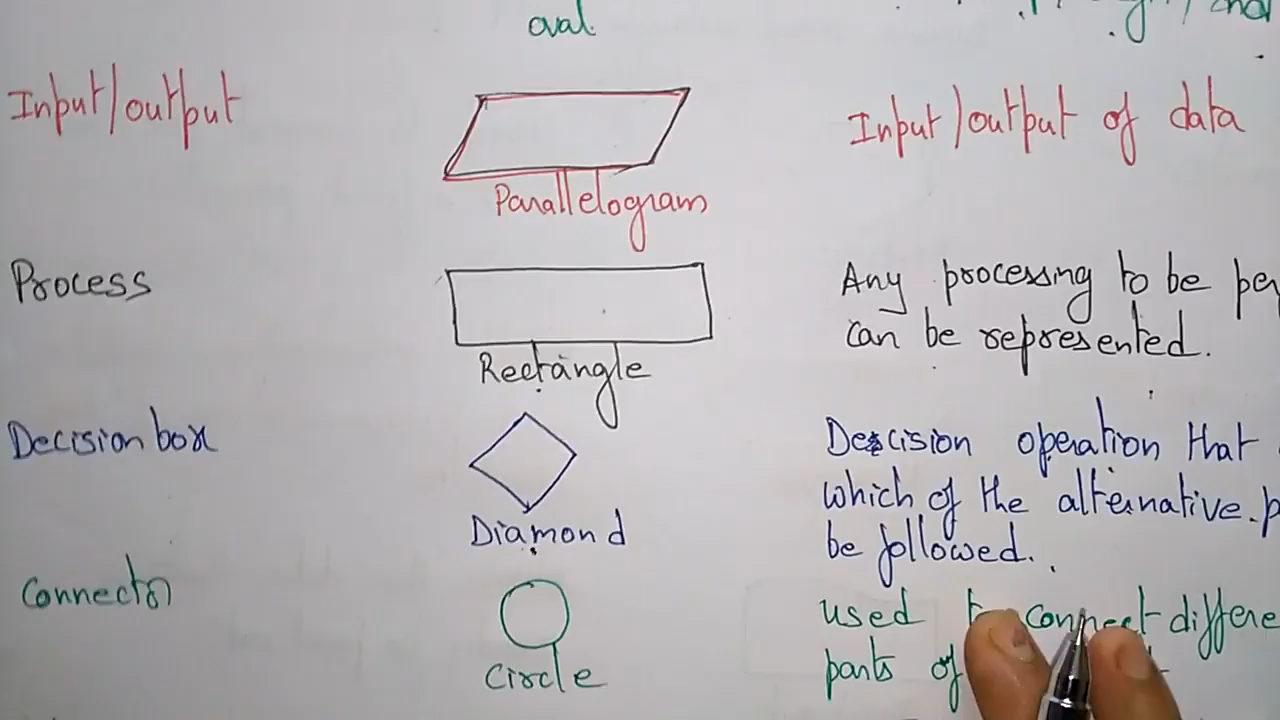 oval
Input/output
Parallelogram
Input/output of data
Process
Rectangle
Any processing to be
can be represented.
Decision box
Diamond
Decision operation that
which of the alternative
be followed.
Connector
Circle
used connect
parts of